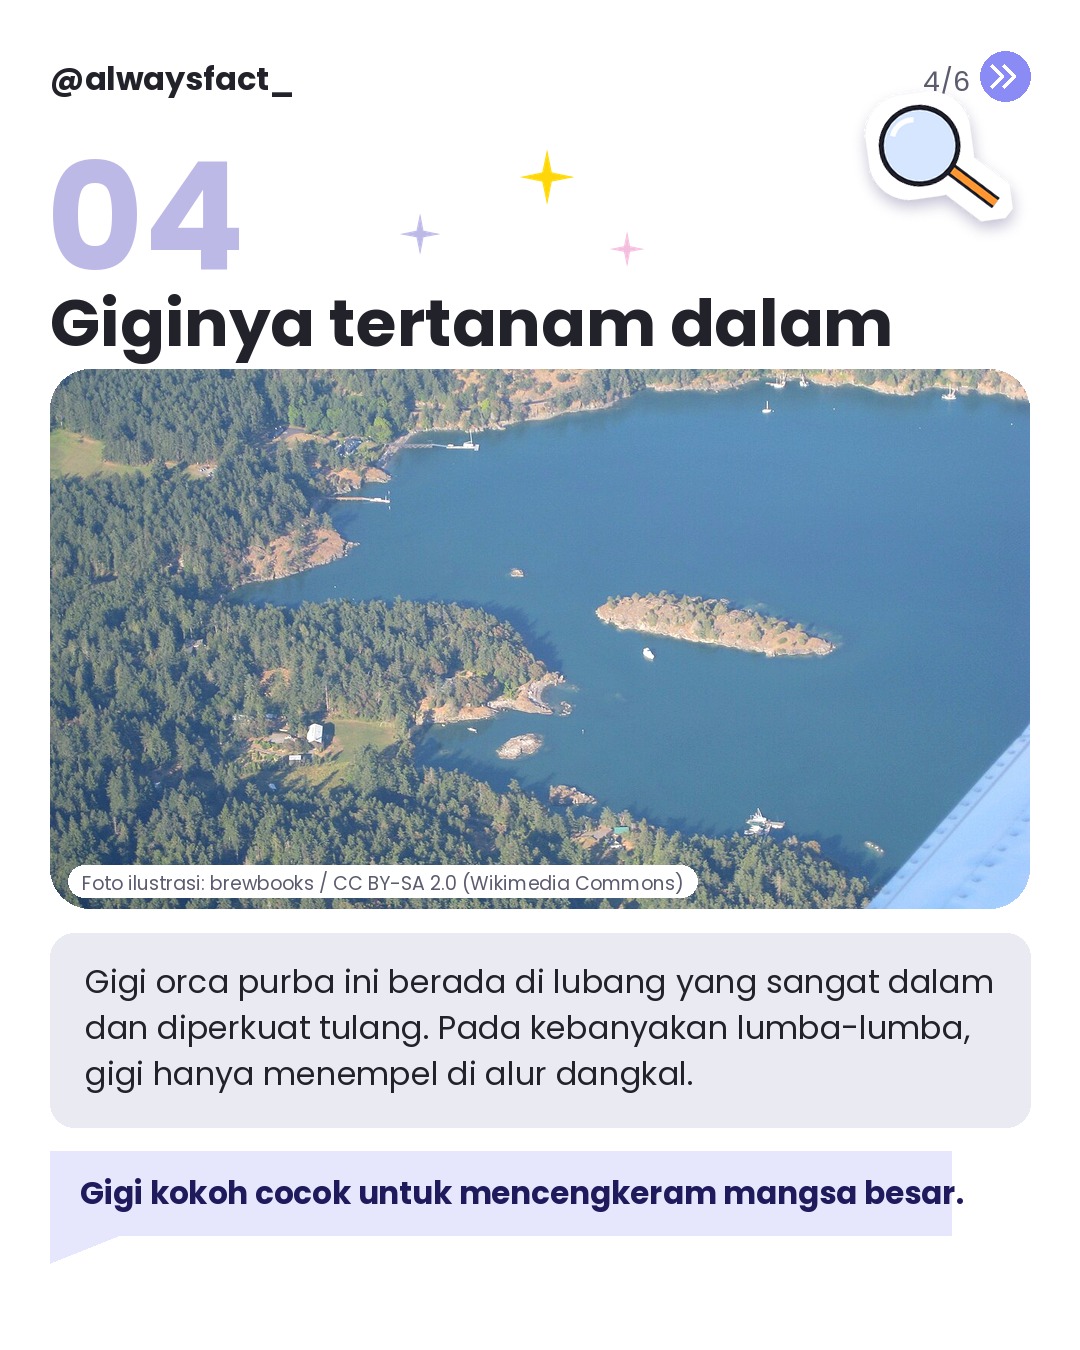 @alwaysfact_
4/6
04
Giginya tertanam dalam
Foto ilustrasi: brewbooks / CC BY-SA 2.0 (Wikimedia Commons)
Gigi orca purba ini berada di lubang yang sangat dalam
dan diperkuat tulang. Pada kebanyakan lumba-lumba,
gigi hanya menempel di alur dangkal.
Gigi kokoh cocok untuk mencengkeram mangsa besar.